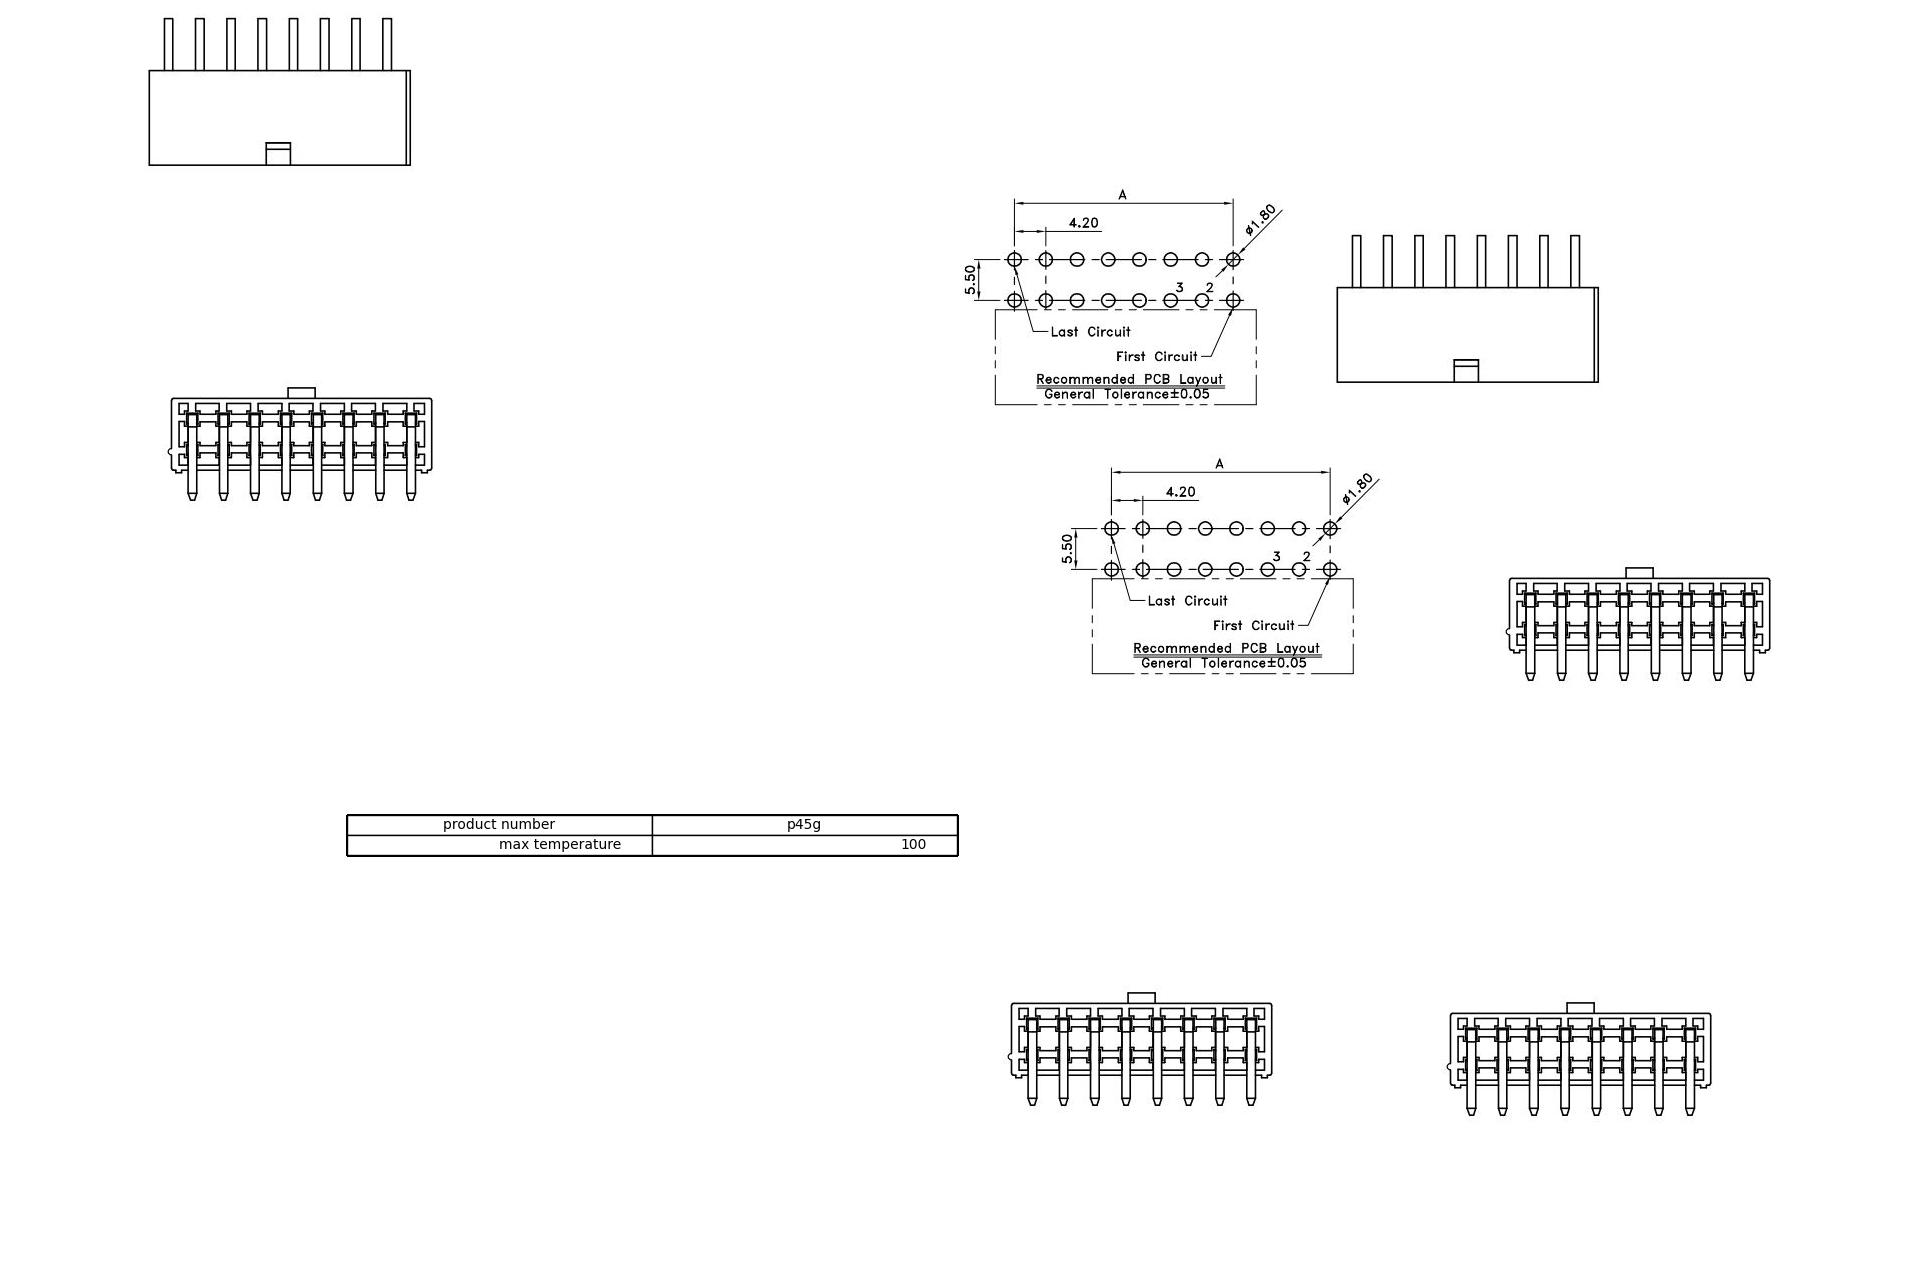 A
4.20
ø1.80
5.50
3 2
Last Circuit
First Circuit
Recommended PCB Layout
General Tolerance±0.05
A
4.20
ø1.80
5.50
3 2
Last Circuit
First Circuit
Recommended PCB Layout
General Tolerance±0.05
product number p45g
max temperature 100